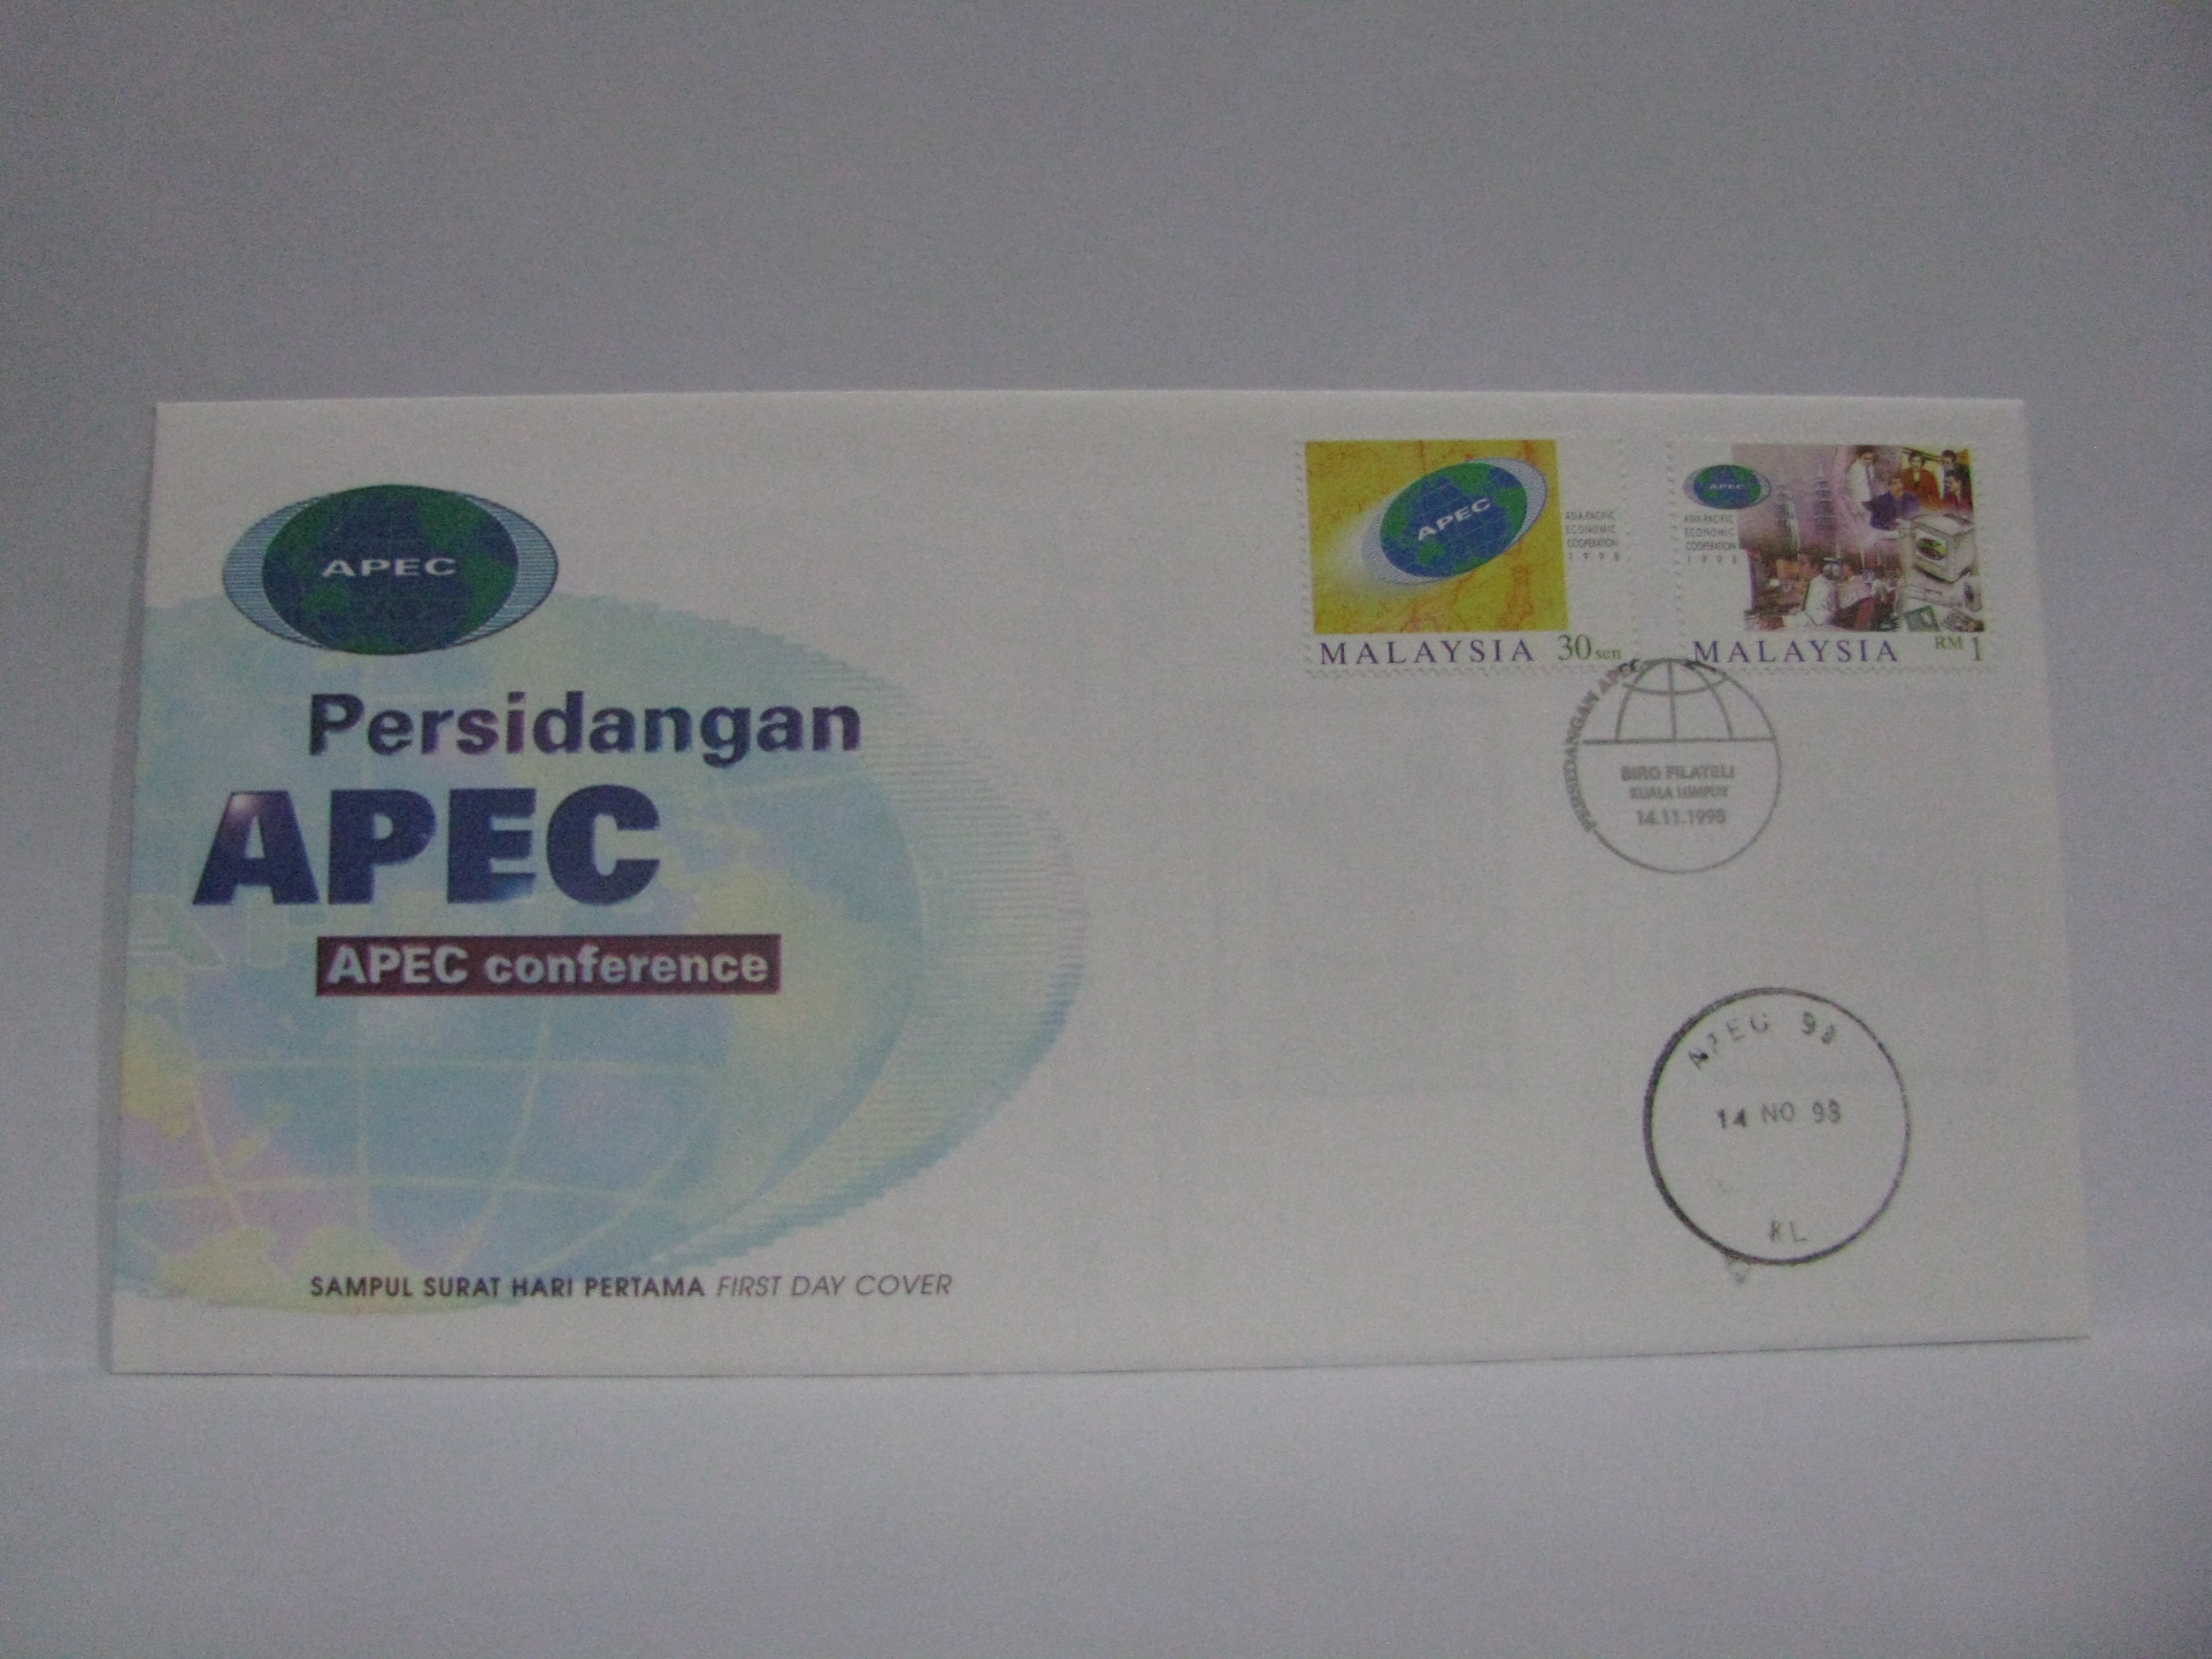 APEC
Persidangan
APEC
APEC conference
SAMPUL SURAT HARI PERTAMA FIRST DAY COVER
APEC
ASIA-PACIFIC
ECONOMIC
COOPERATION
1998
MALAYSIA 30 sen
APEC
ASIA-PACIFIC
ECONOMIC
COOPERATION
1998
MALAYSIA RM 1
PERSIDANGAN APEC
BIRO FILATELI
KUALA LUMPUR
14.11.1998
APEC 98
14 NO 98
KL